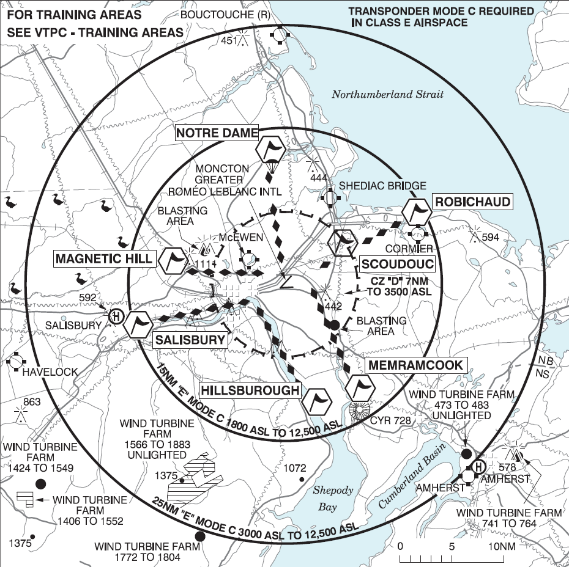 FOR TRAINING AREAS
SEE VTPC - TRAINING AREAS
BOUCTOUCHE (R)
451
TRANSPONDER MODE C REQUIRED
IN CLASS E AIRSPACE
Northumberland Strait
NOTRE DAME
MONCTON
GREATER
ROMÉO LEBLANC INTL
444
SHEDIAC BRIDGE
ROBICHAUD
BLASTING
AREA
McEWEN
1114
CORMIER
594
MAGNETIC HILL
SCOUDOUC
CZ "D" 7NM
TO 3500 ASL
592
H
SALISBURY
442
BLASTING
AREA
SALISBURY
HAVELOCK
MEMRAMCOOK
NB
NS
HILLSBUROUGH
863
15NM "E" MODE C 1800 ASL TO 12,500 ASL
CYR 728
WIND TURBINE FARM
473 TO 483
UNLIGHTED
WIND TURBINE
FARM
1424 TO 1549
WIND TURBINE
FARM
1566 TO 1883
UNLIGHTED
1375
1072
H
578
AMHERST
AMHERST
Cumberland Basin
WIND TURBINE
FARM
1406 TO 1552
Shepody
Bay
WIND TURBINE FARM
741 TO 764
25NM "E" MODE C 3000 ASL TO 12,500 ASL
1375
WIND TURBINE FARM
1772 TO 1804
0 5 10NM